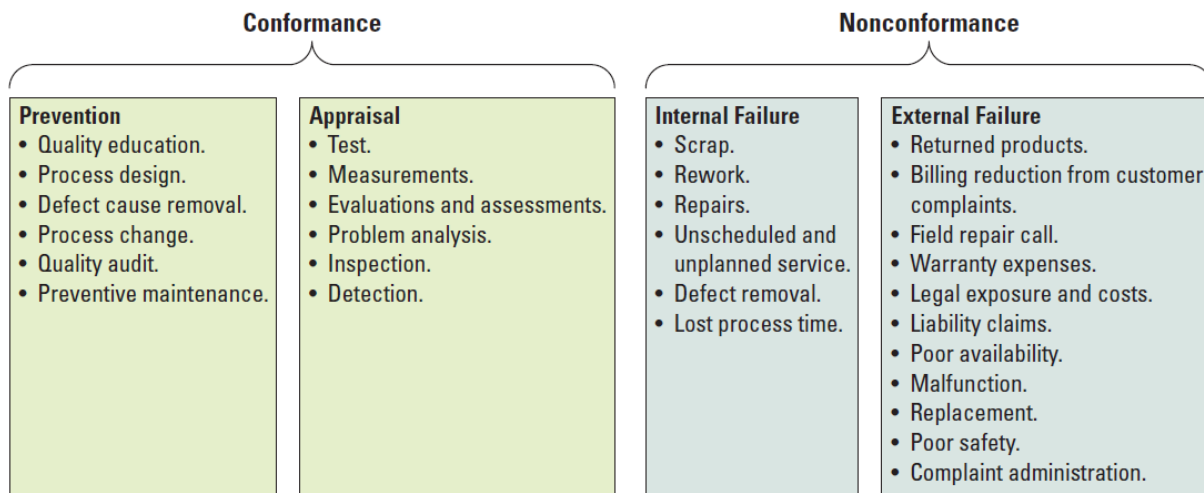 Conformance
Nonconformance
Prevention
• Quality education.
• Process design.
• Defect cause removal.
• Process change.
• Quality audit.
• Preventive maintenance.
Appraisal
• Test.
• Measurements.
• Evaluations and assessments.
• Problem analysis.
• Inspection.
• Detection.
Internal Failure
• Scrap.
• Rework.
• Repairs.
• Unscheduled and
unplanned service.
• Defect removal.
• Lost process time.
External Failure
• Returned products.
• Billing reduction from customer
complaints.
• Field repair call.
• Warranty expenses.
• Legal exposure and costs.
• Liability claims.
• Poor availability.
• Malfunction.
• Replacement.
• Poor safety.
• Complaint administration.